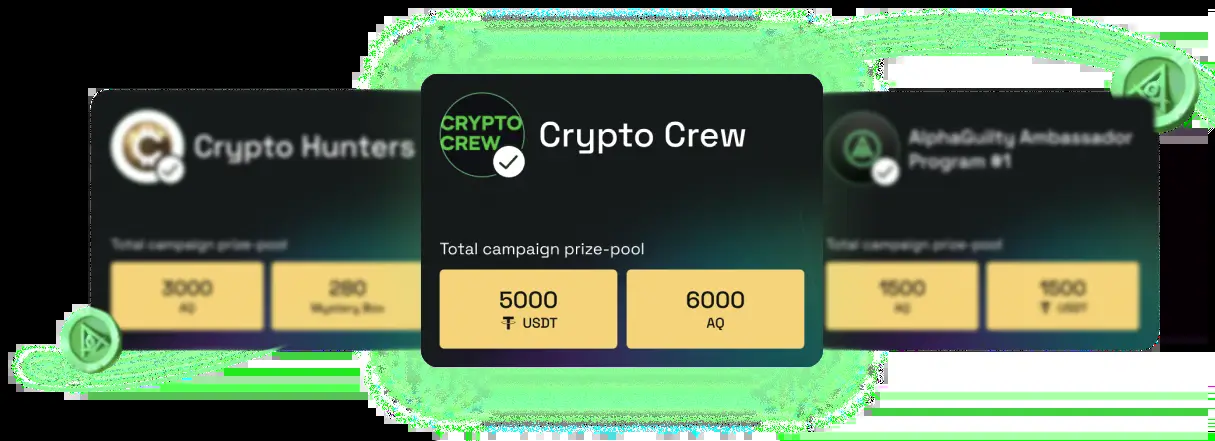 Crypto Hunters
Total campaign prize-pool
3000
AQ
280
Mystery Box
CRYPTO
CREW
Crypto Crew
Total campaign prize-pool
5000
USDT
6000
AQ
AlphaGuilty Ambassador
Program #1
Total campaign prize-pool
1500
AQ
1500
USDT